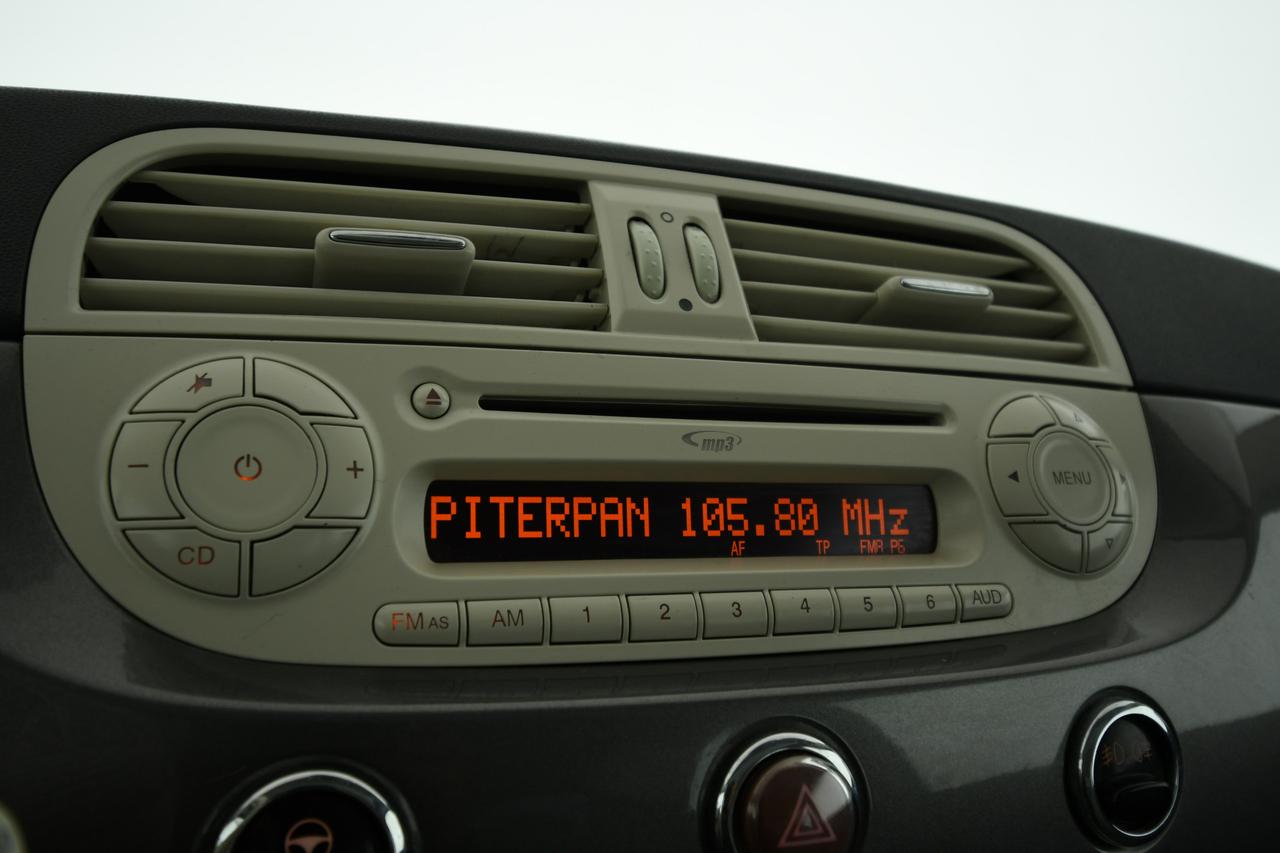 mp3
MENU
PITERPAN 105.80 MHz
AF TP FMA P6
CD
FM AS AM 1 2 3 4 5 6 AUD